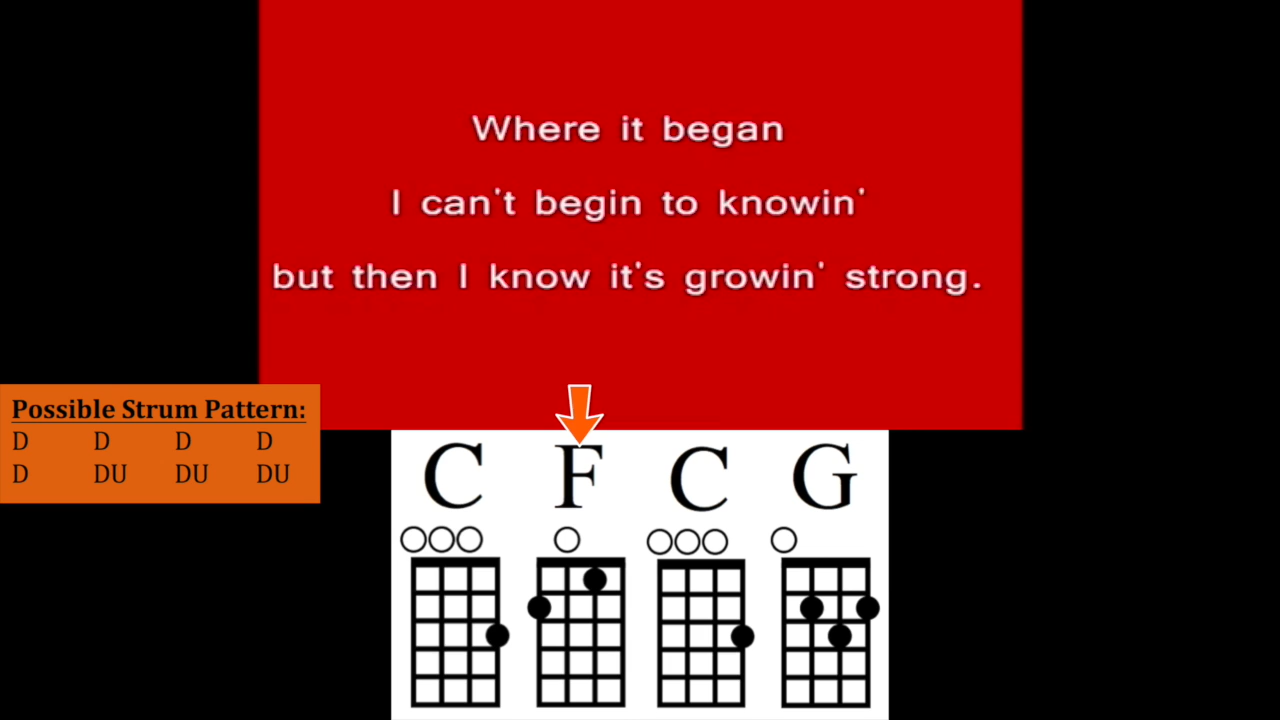 Where it began
I can't begin to knowin'
but then I know it's growin' strong.
Possible Strum Pattern:
D D D D
D DU DU DU
C F C G